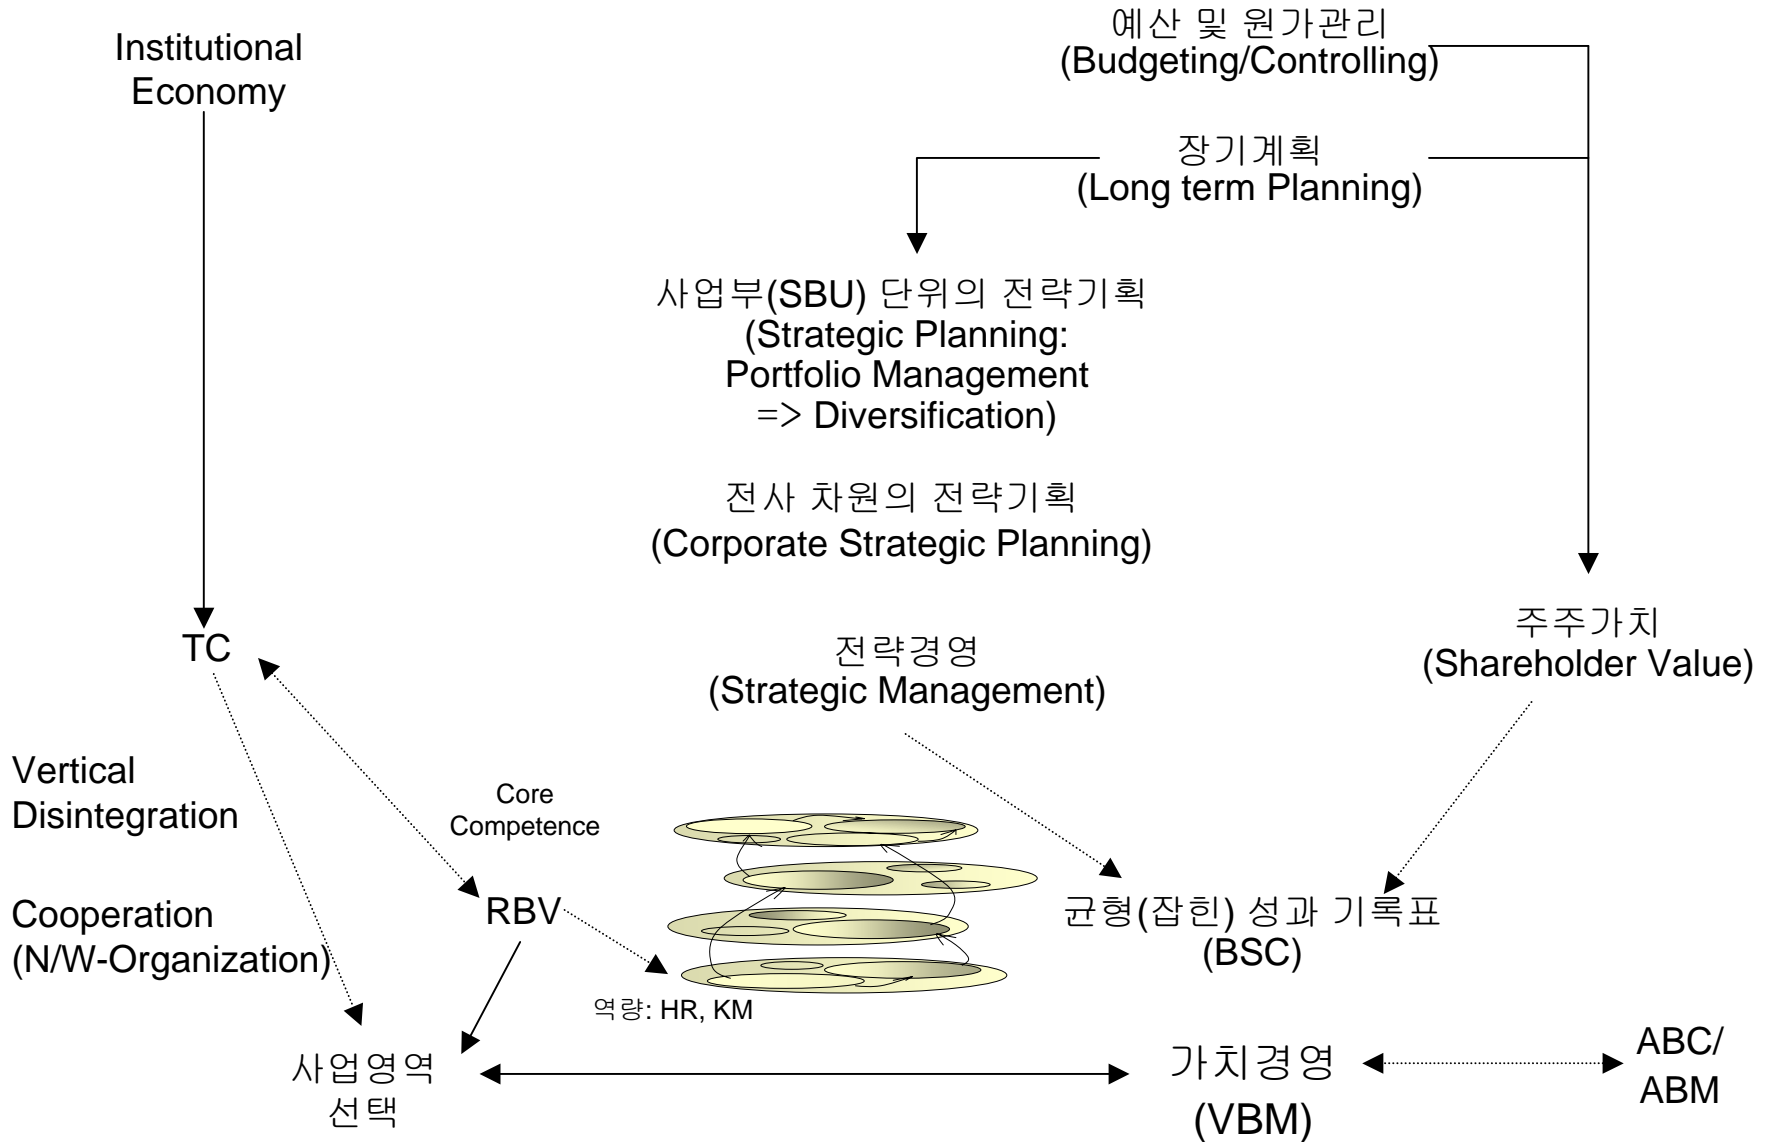 예산 및 원가관리
(Budgeting/Controlling)
Institutional
Economy
장기계획
(Long term Planning)
사업부(SBU) 단위의 전략기획
(Strategic Planning:
Portfolio Management
=> Diversification)
전사 차원의 전략기획
(Corporate Strategic Planning)
TC
전략경영
(Strategic Management)
주주가치
(Shareholder Value)
Vertical
Disintegration
Core
Competence
Cooperation
(N/W-Organization)
RBV
균형(잡힌) 성과 기록표
(BSC)
역량: HR, KM
사업영역
선택
가치경영
(VBM)
ABC/
ABM